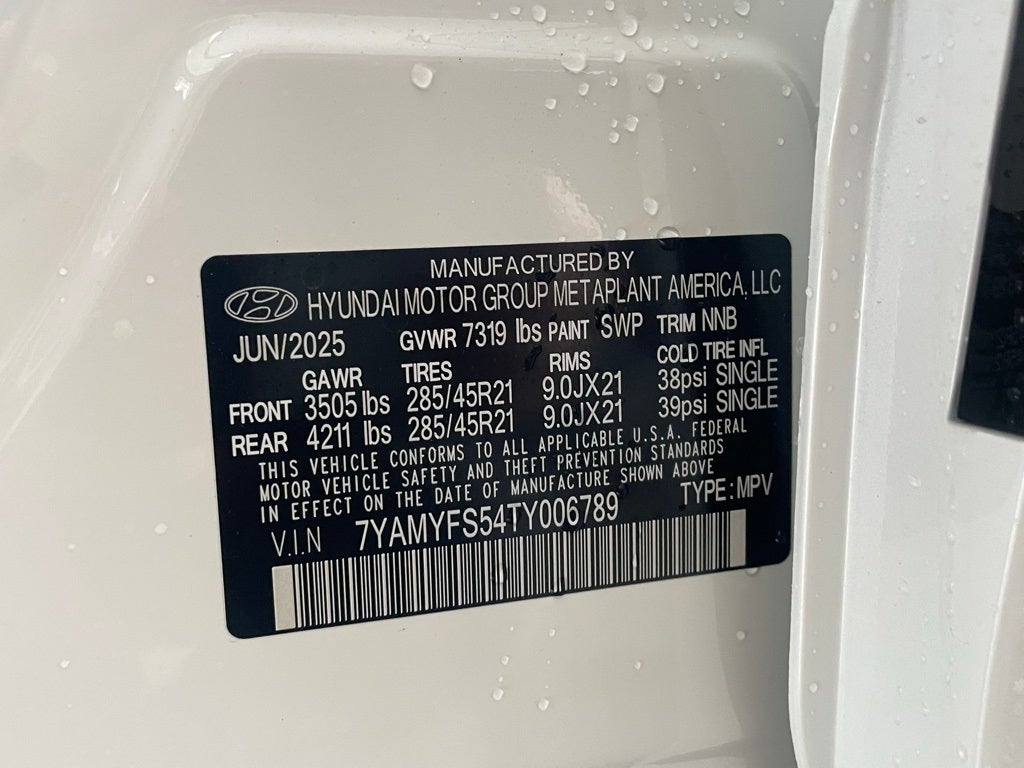 MANUFACTURED BY
HYUNDAI MOTOR GROUP METAPLANT AMERICA, LLC
JUN/2025 GVWR 7319 lbs PAINT SWP TRIM NNB
GAWR TIRES RIMS COLD TIRE INFL
FRONT 3505 lbs 285/45R21 9.0JX21 38psi SINGLE
REAR 4211 lbs 285/45R21 9.0JX21 39psi SINGLE
THIS VEHICLE CONFORMS TO ALL APPLICABLE U.S.A. FEDERAL
MOTOR VEHICLE SAFETY AND THEFT PREVENTION STANDARDS
IN EFFECT ON THE DATE OF MANUFACTURE SHOWN ABOVE
V.I.N 7YAMYFS54TY006789 TYPE:MPV